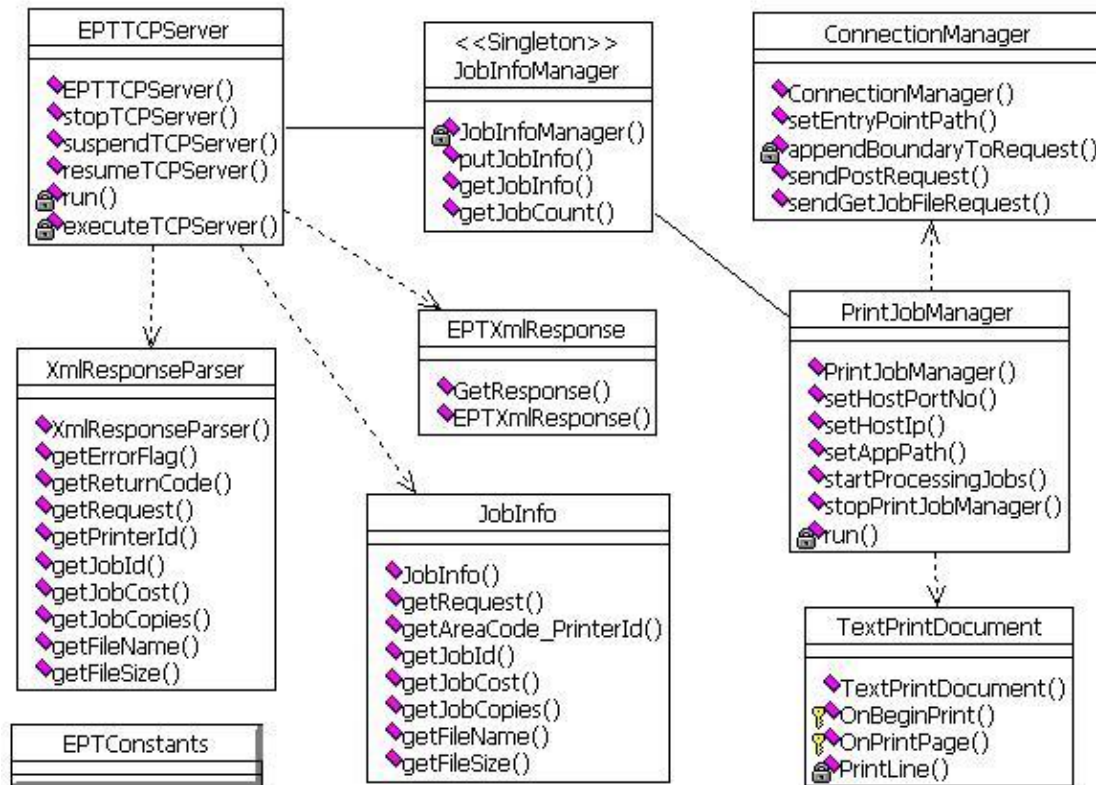 EPTTCPServer
EPTTCPServer()
stopTCPServer()
suspendTCPServer()
resumeTCPServer()
run()
executeTCPServer()
<<Singleton>>
JobInfoManager
JobInfoManager()
putJobInfo()
getJobInfo()
getJobCount()
ConnectionManager
ConnectionManager()
setEntryPointPath()
appendBoundaryToRequest()
sendPostRequest()
sendGetJobFileRequest()
XmlResponseParser
XmlResponseParser()
getErrorFlag()
getReturnCode()
getRequest()
getPrinterId()
getJobId()
getJobCost()
getJobCopies()
getFileName()
getFileSize()
EPTXmlResponse
GetResponse()
EPTXmlResponse()
PrintJobManager
PrintJobManager()
setHostPortNo()
setHostIp()
setAppPath()
startProcessingJobs()
stopPrintJobManager()
run()
JobInfo
JobInfo()
getRequest()
getAreaCode_PrinterId()
getJobId()
getJobCost()
getJobCopies()
getFileName()
getFileSize()
TextPrintDocument
TextPrintDocument()
OnBeginPrint()
OnPrintPage()
PrintLine()
EPTConstants